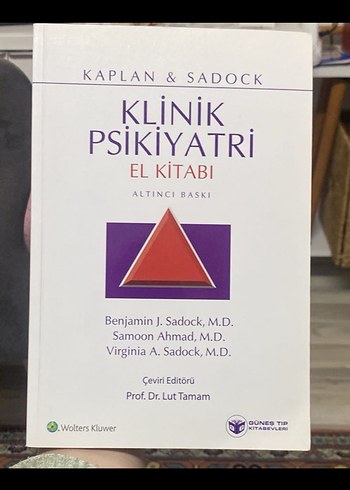 KAPLAN & SADOCK
KLİNİK
PSİKİYATRİ
EL KİTABI
ALTINCI BASKI
Benjamin J. Sadock, M.D.
Samoon Ahmad, M.D.
Virginia A. Sadock, M.D.
Çeviri Editörü
Prof. Dr. Lut Tamam
Wolters Kluwer
GÜNEŞ TIP
KİTABEVLERİ